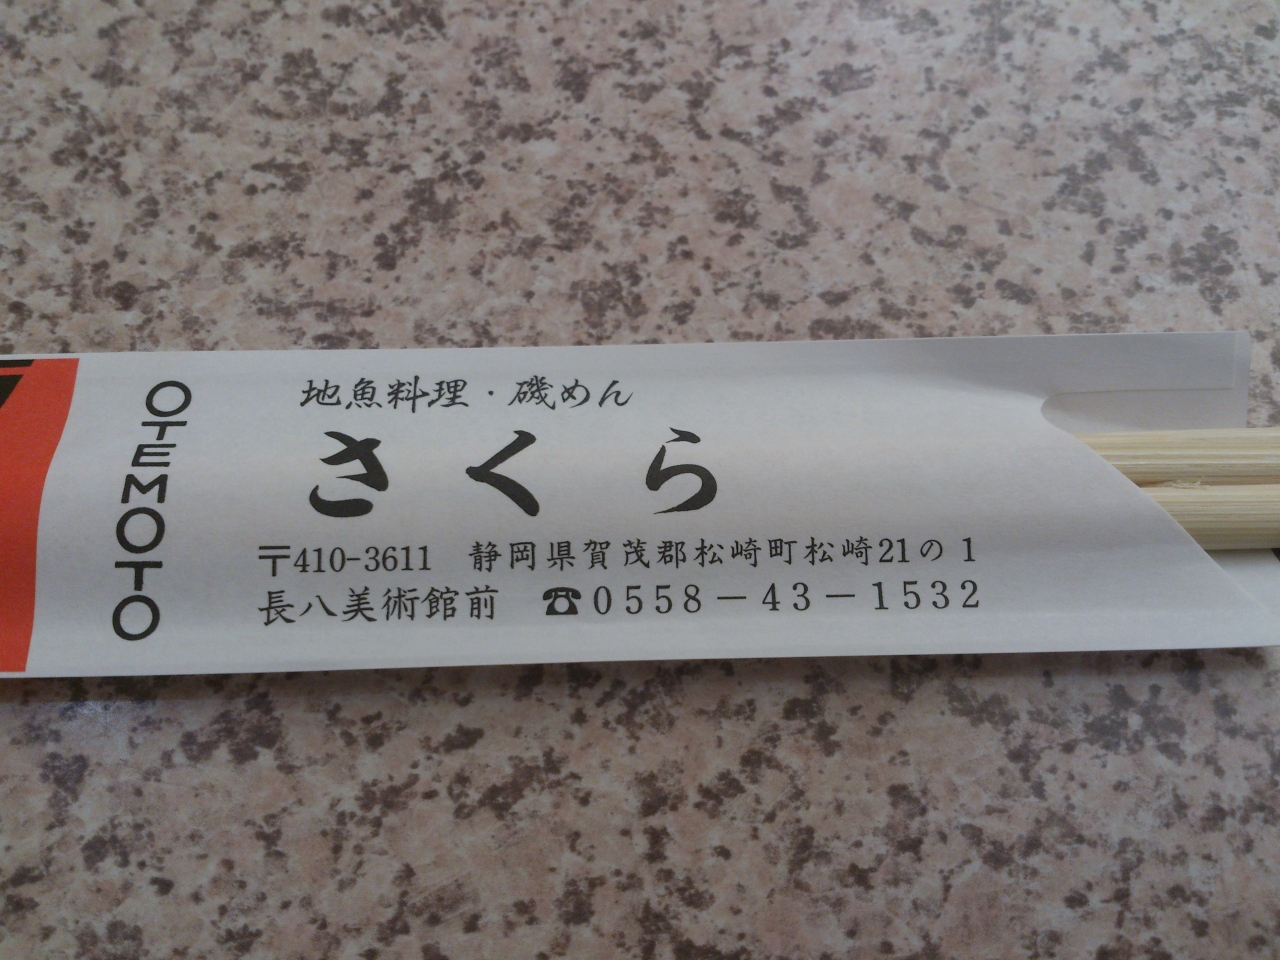 OTEMOTO
地魚料理・磯めん
さくら
〒410-3611 静岡県賀茂郡松崎町松崎21の1
長八美術館前 ☎0558-43-1532